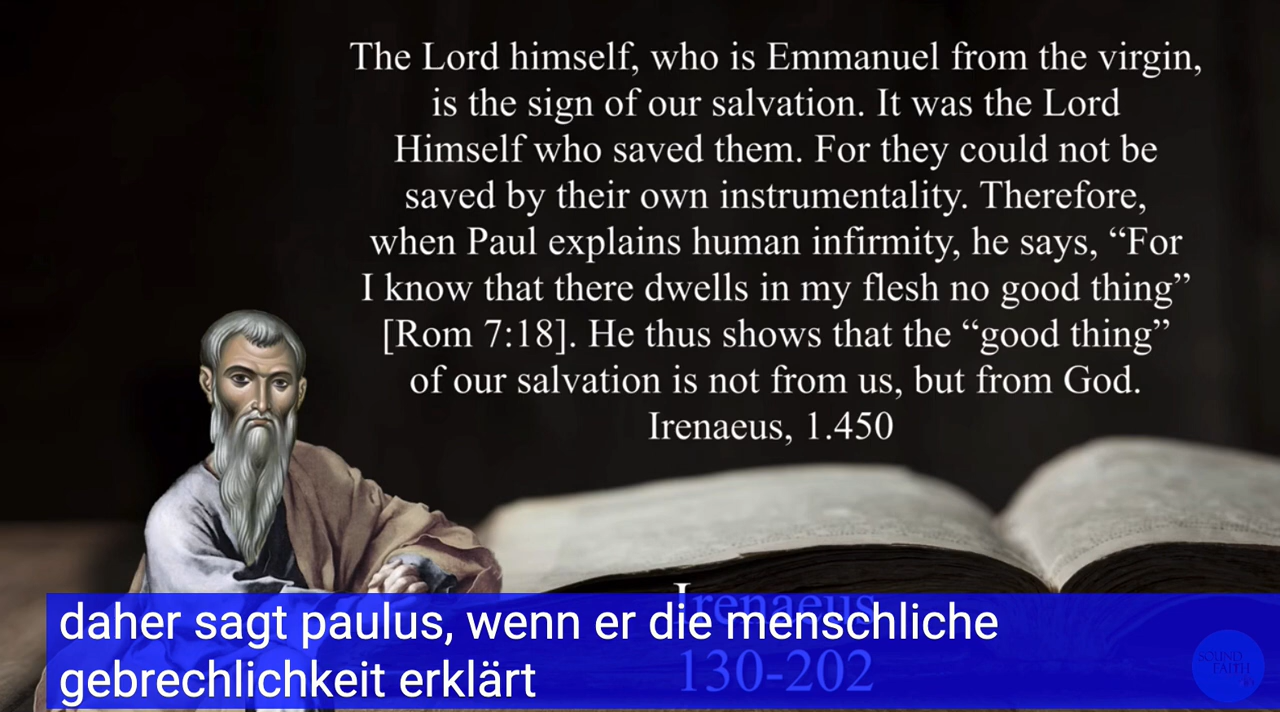 The Lord himself, who is Emmanuel from the virgin,
is the sign of our salvation. It was the Lord
Himself who saved them. For they could not be
saved by their own instrumentality. Therefore,
when Paul explains human infirmity, he says, “For
I know that there dwells in my flesh no good thing”
[Rom 7:18]. He thus shows that the “good thing”
of our salvation is not from us, but from God.
Irenaeus, 1.450
Irenaeus
130-202
daher sagt paulus, wenn er die menschliche
gebrechlichkeit erklärt
SOUND
FAITH